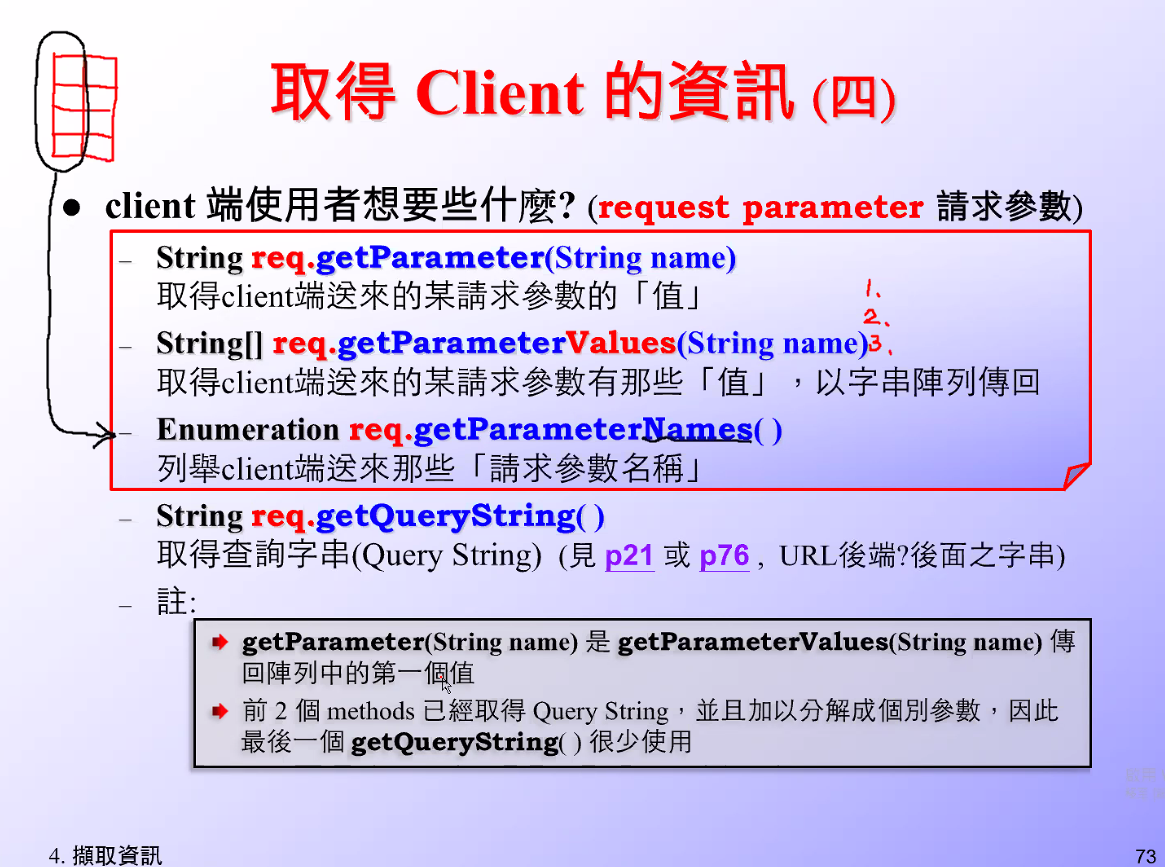 取得 Client 的資訊 (四)
● client 端使用者想要些什麼? (request parameter 請求參數)
– String req.getParameter(String name)
取得client端送來的某請求參數的「值」
1.
2.
– String[] req.getParameterValues(String name) 3.
取得client端送來的某請求參數有那些「值」，以字串陣列傳回
– Enumeration req.getParameterNames( )
列舉client端送來那些「請求參數名稱」
– String req.getQueryString( )
取得查詢字串(Query String) (見 p21 或 p76 , URL後端?後面之字串)
– 註:
getParameter(String name) 是 getParameterValues(String name) 傳
回陣列中的第一個值
前 2 個 methods 已經取得 Query String，並且加以分解成個別參數，因此
最後一個 getQueryString( ) 很少使用
4. 擷取資訊
73